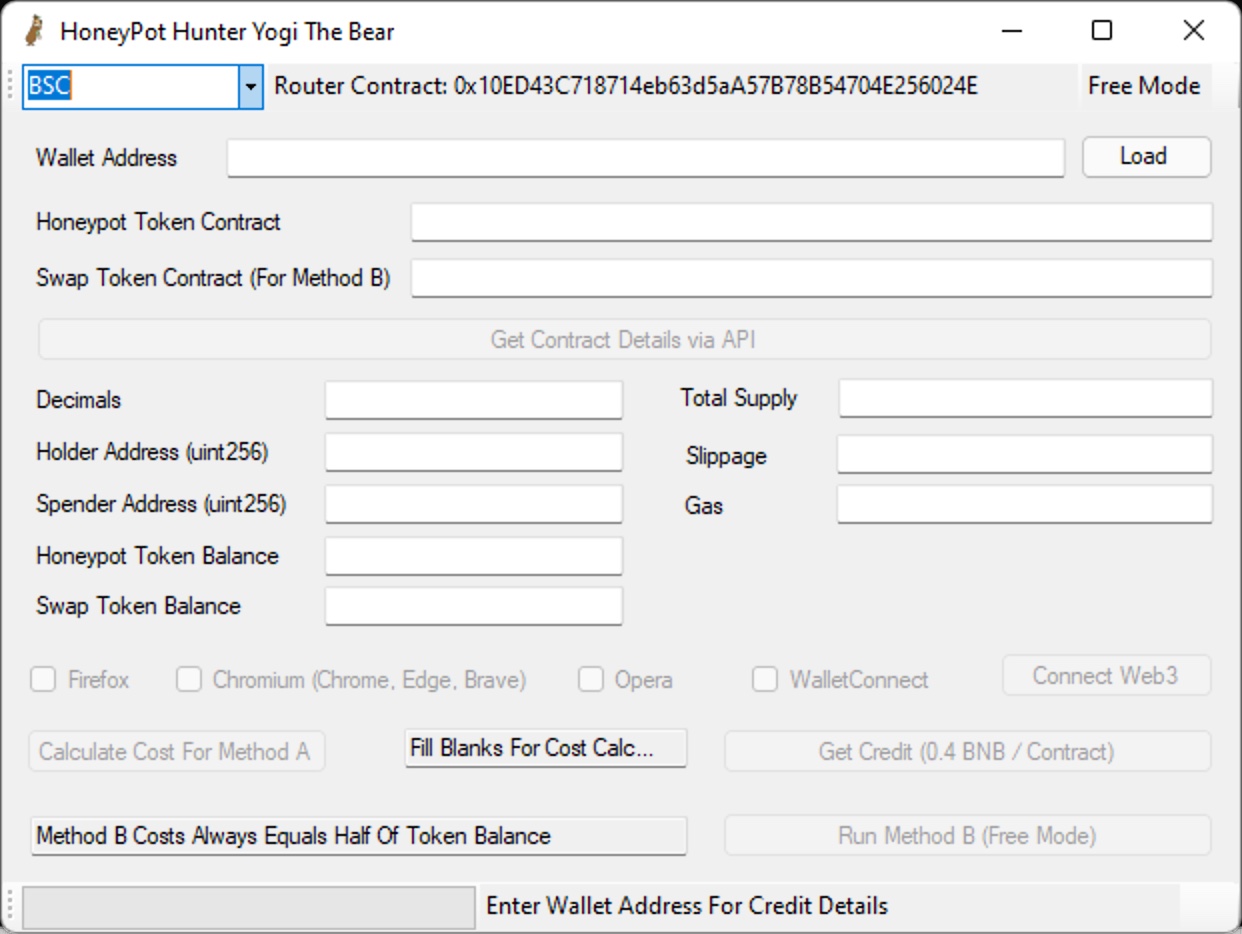 HoneyPot Hunter Yogi The Bear
BSC Router Contract: 0x10ED43C718714eb63d5aA57B78B54704E256024E Free Mode
Wallet Address Load
Honeypot Token Contract
Swap Token Contract (For Method B)
Get Contract Details via API
Decimals Total Supply
Holder Address (uint256) Slippage
Spender Address (uint256) Gas
Honeypot Token Balance
Swap Token Balance
Firefox Chromium (Chrome, Edge, Brave) Opera WalletConnect Connect Web3
Calculate Cost For Method A Fill Blanks For Cost Calc... Get Credit (0.4 BNB / Contract)
Method B Costs Always Equals Half Of Token Balance Run Method B (Free Mode)
Enter Wallet Address For Credit Details